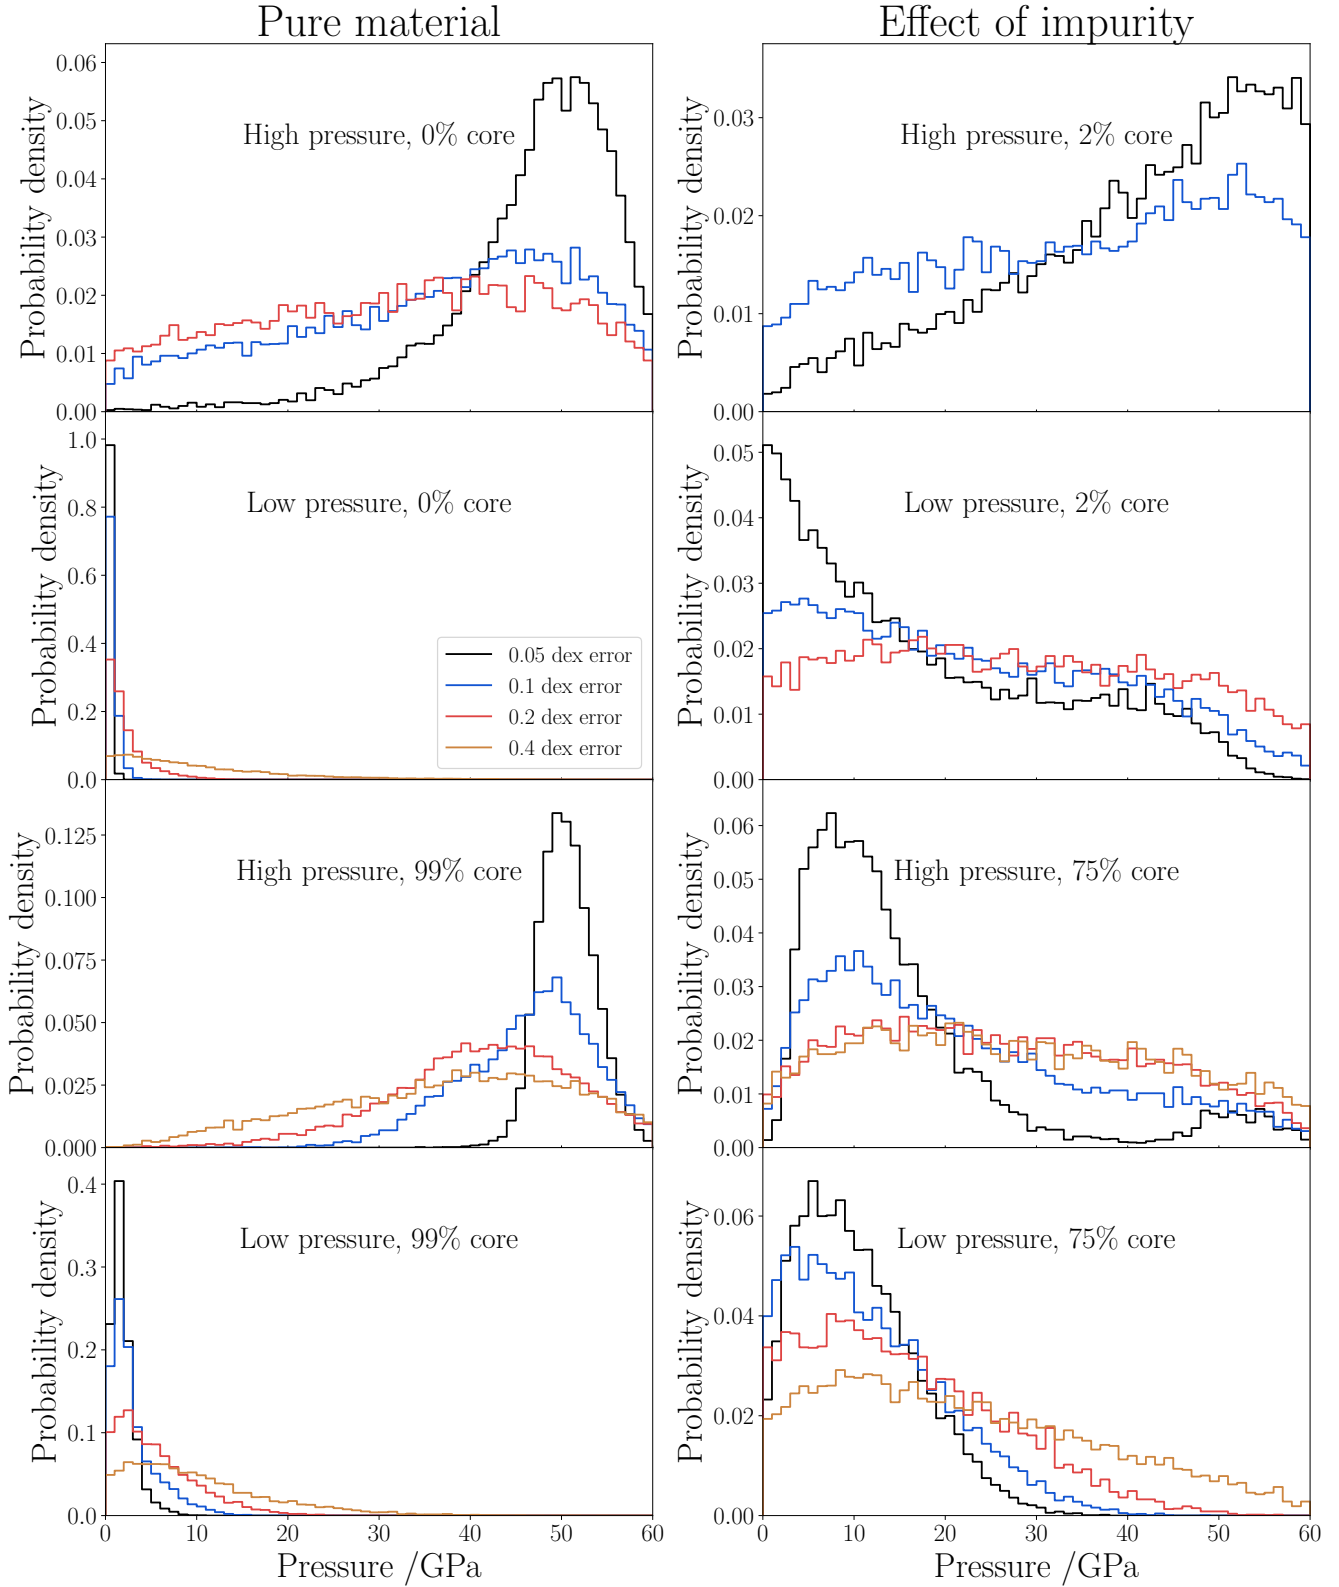 Pure material
Effect of impurity
Probability density
0.06
0.05
0.04
0.03
0.02
0.01
0.00
High pressure, 0% core
Probability density
0.03
0.02
0.01
0.00
High pressure, 2% core
Probability density
1.0
0.8
0.6
0.4
0.2
0.0
Low pressure, 0% core
0.05 dex error
0.1 dex error
0.2 dex error
0.4 dex error
Probability density
0.05
0.04
0.03
0.02
0.01
0.00
Low pressure, 2% core
Probability density
0.125
0.100
0.075
0.050
0.025
0.000
High pressure, 99% core
Probability density
0.06
0.05
0.04
0.03
0.02
0.01
0.00
High pressure, 75% core
Probability density
0.4
0.3
0.2
0.1
0.0
Low pressure, 99% core
0 10 20 30 40 50 60
Pressure /GPa
Probability density
0.06
0.04
0.02
0.00
Low pressure, 75% core
0 10 20 30 40 50 60
Pressure /GPa